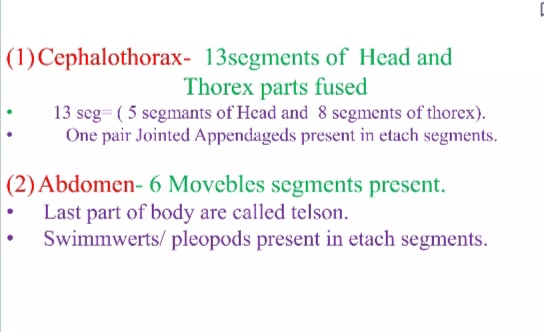 (1)Cephalothorax- 13segments of Head and
Thorex parts fused
• 13 seg= ( 5 segmants of Head and 8 segments of thorex).
• One pair Jointed Appendageds present in etach segments.
(2)Abdomen- 6 Movebles segments present.
• Last part of body are called telson.
• Swimmwerts/ pleopods present in etach segments.